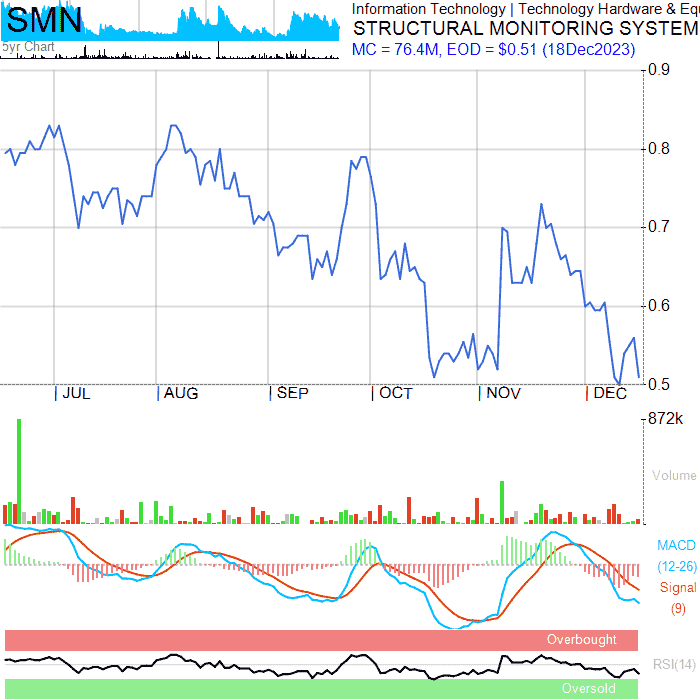 SMN
5yr Chart
Information Technology | Technology Hardware & Equ
STRUCTURAL MONITORING SYSTEM
MC = 76.4M, EOD = $0.51 (18Dec2023)
0.9
0.8
0.7
0.6
0.5
| JUL | AUG | SEP | OCT | NOV | DEC
872k
Volume
MACD
(12-26)
Signal
(9)
Overbought
RSI(14)
Oversold